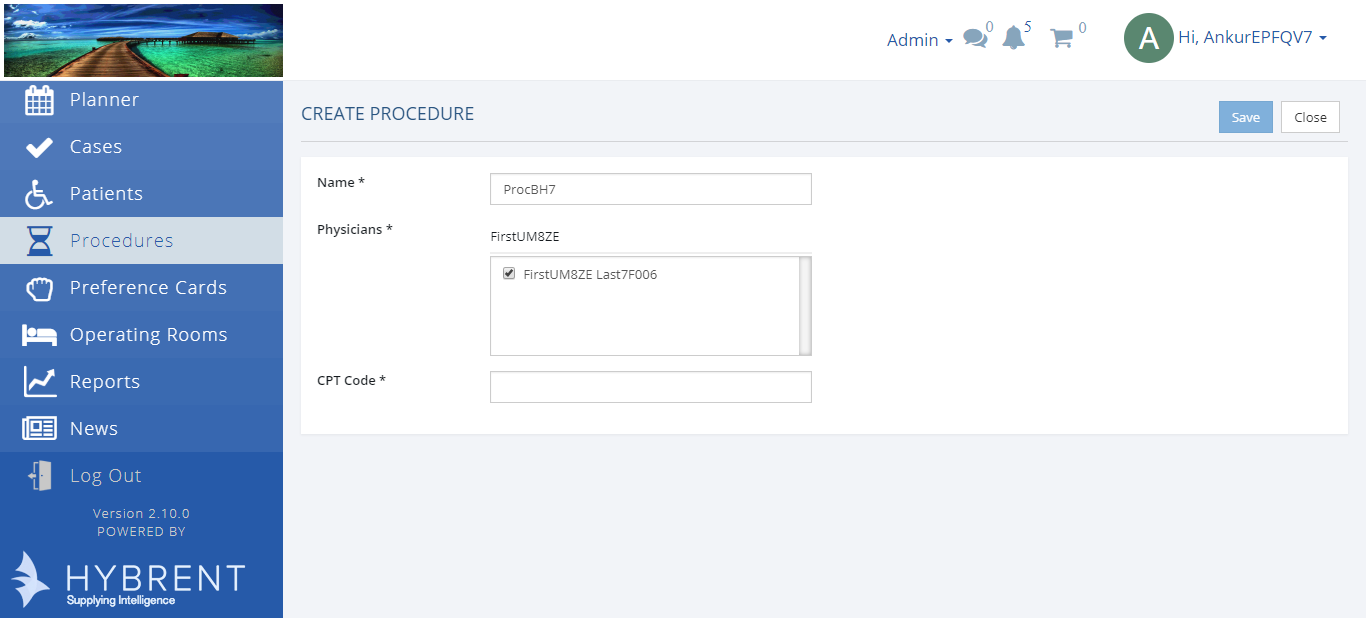 Admin
0
5
0
A
Hi, AnkurEPFQV7
Planner
Cases
Patients
Procedures
Preference Cards
Operating Rooms
Reports
News
Log Out
Version 2.10.0
POWERED BY
HYBRENT
Supplying Intelligence
CREATE PROCEDURE
Save
Close
Name *
ProcBH7
Physicians *
FirstUM8ZE
FirstUM8ZE Last7F006
CPT Code *